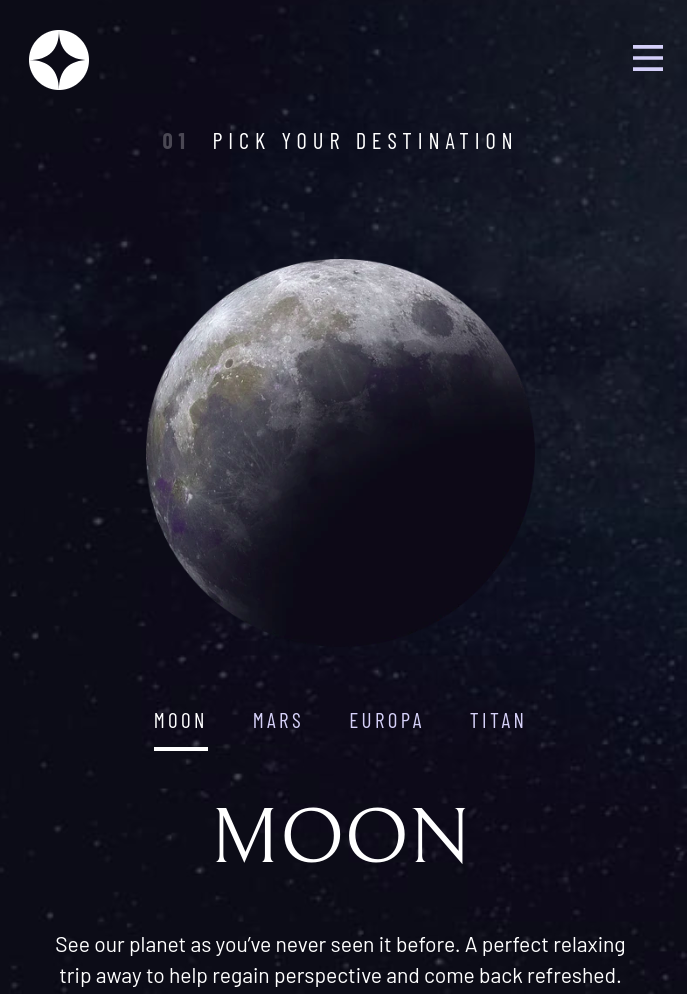 01 PICK YOUR DESTINATION
MOON MARS EUROPA TITAN
MOON
See our planet as you’ve never seen it before. A perfect relaxing
trip away to help regain perspective and come back refreshed.